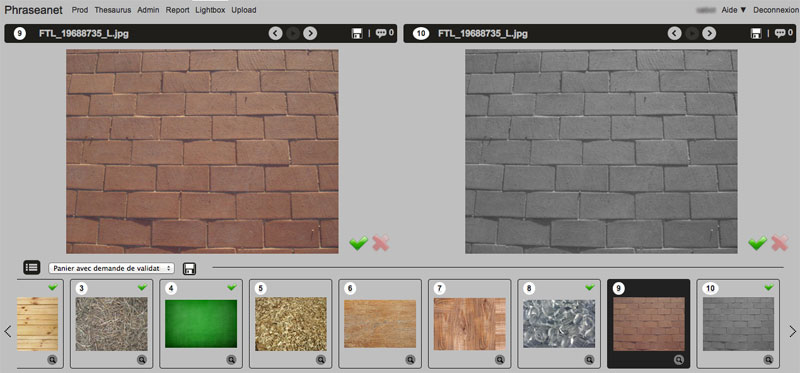 Phraseanet Prod Thesaurus Admin Report Lightbox Upload Aide ▼ Deconnexion
9 FTL_19688735_L.jpg | 0
10 FTL_19688735_L.jpg | 0
Panier avec demande de validat
3 4 5 6 7 8 9 10